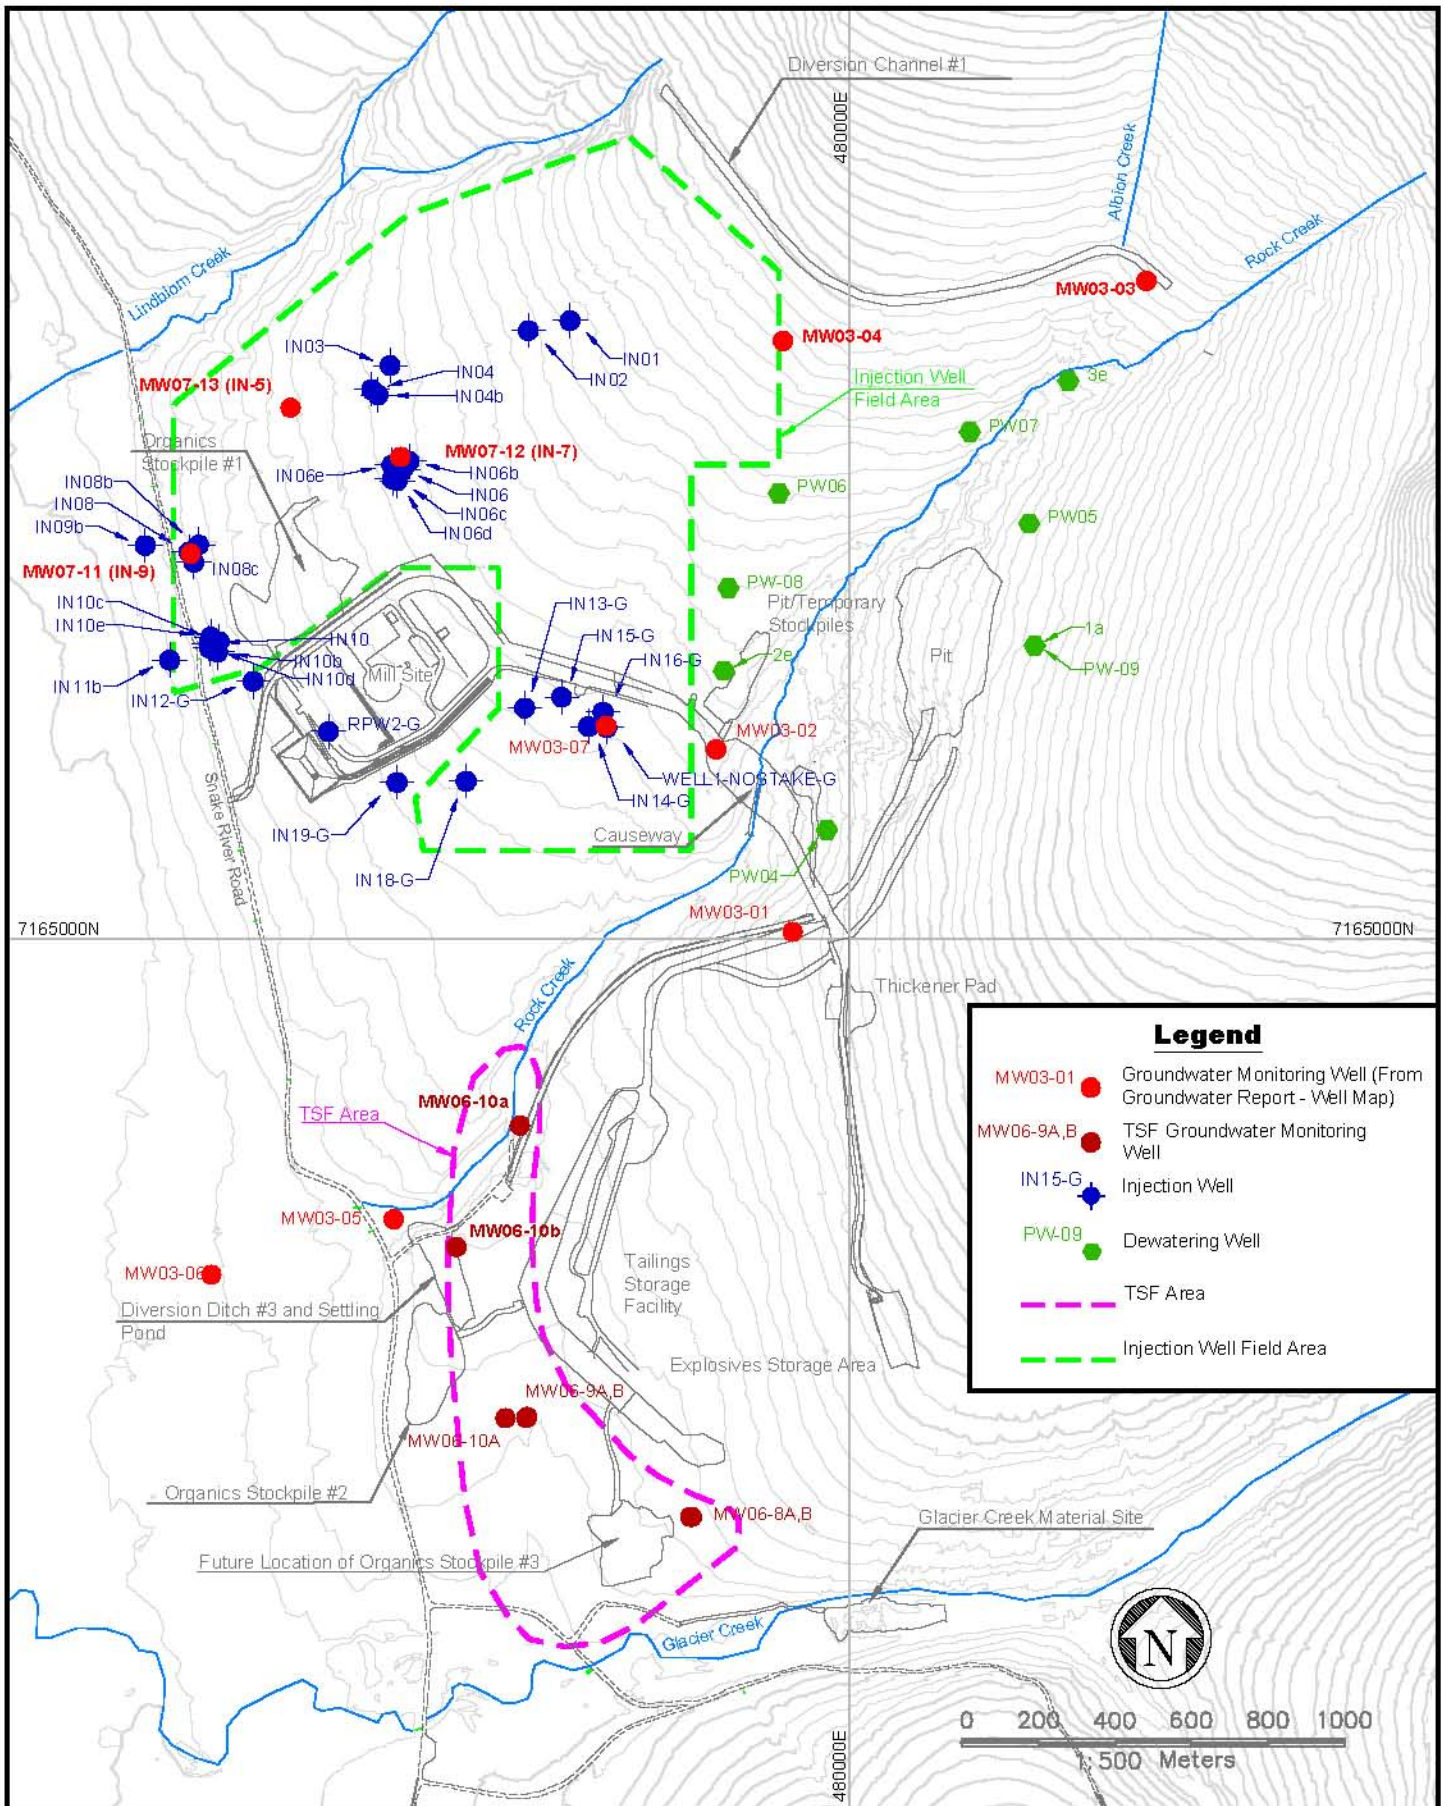 Diversion Channel #1
480000E
Albion Creek
Rock Creek
Lindblom Creek
MW03-03
MW03-04
IN03
IN01
IN02
IN04
IN04b
MW07-13 (IN-5)
Injection Well
Field Area
3e
PW07
Organics
Stockpile #1
MW07-12 (IN-7)
IN06e
IN06b
IN06
IN06c
IN06d
PW06
PW05
IN08b
IN08
IN09b
IN08c
MW07-11 (IN-9)
PW-08
Pit/Temporary
Stockpiles
IN10c
IN10e
IN10
IN10b
IN10d
IN11b
IN12-G
Mill Site
IN13-G
IN15-G
IN16-G
2e
1a
PW-09
Pit
RPW2-G
MW03-07
MW03-02
WELL1-NOSTAKE-G
IN14-G
IN19-G
IN18-G
Causeway
PW04
Snake River Road
MW03-01
7165000N
7165000N
Rock Creek
Thickener Pad
TSF Area
MW06-10a
MW03-05
MW06-10b
MW03-06
Tailings
Storage
Facility
Diversion Ditch #3 and Settling
Pond
Explosives Storage Area
MW06-9A,B
MW06-10A
Organics Stockpile #2
MW06-8A,B
Glacier Creek Material Site
Future Location of Organics Stockpile #3
Glacier Creek
Legend
MW03-01
Groundwater Monitoring Well (From
Groundwater Report - Well Map)
MW06-9A,B
TSF Groundwater Monitoring
Well
IN15-G
Injection Well
PW-09
Dewatering Well
TSF Area
Injection Well Field Area
N
0 200 400 600 800 1000
1: 500 Meters
480000E